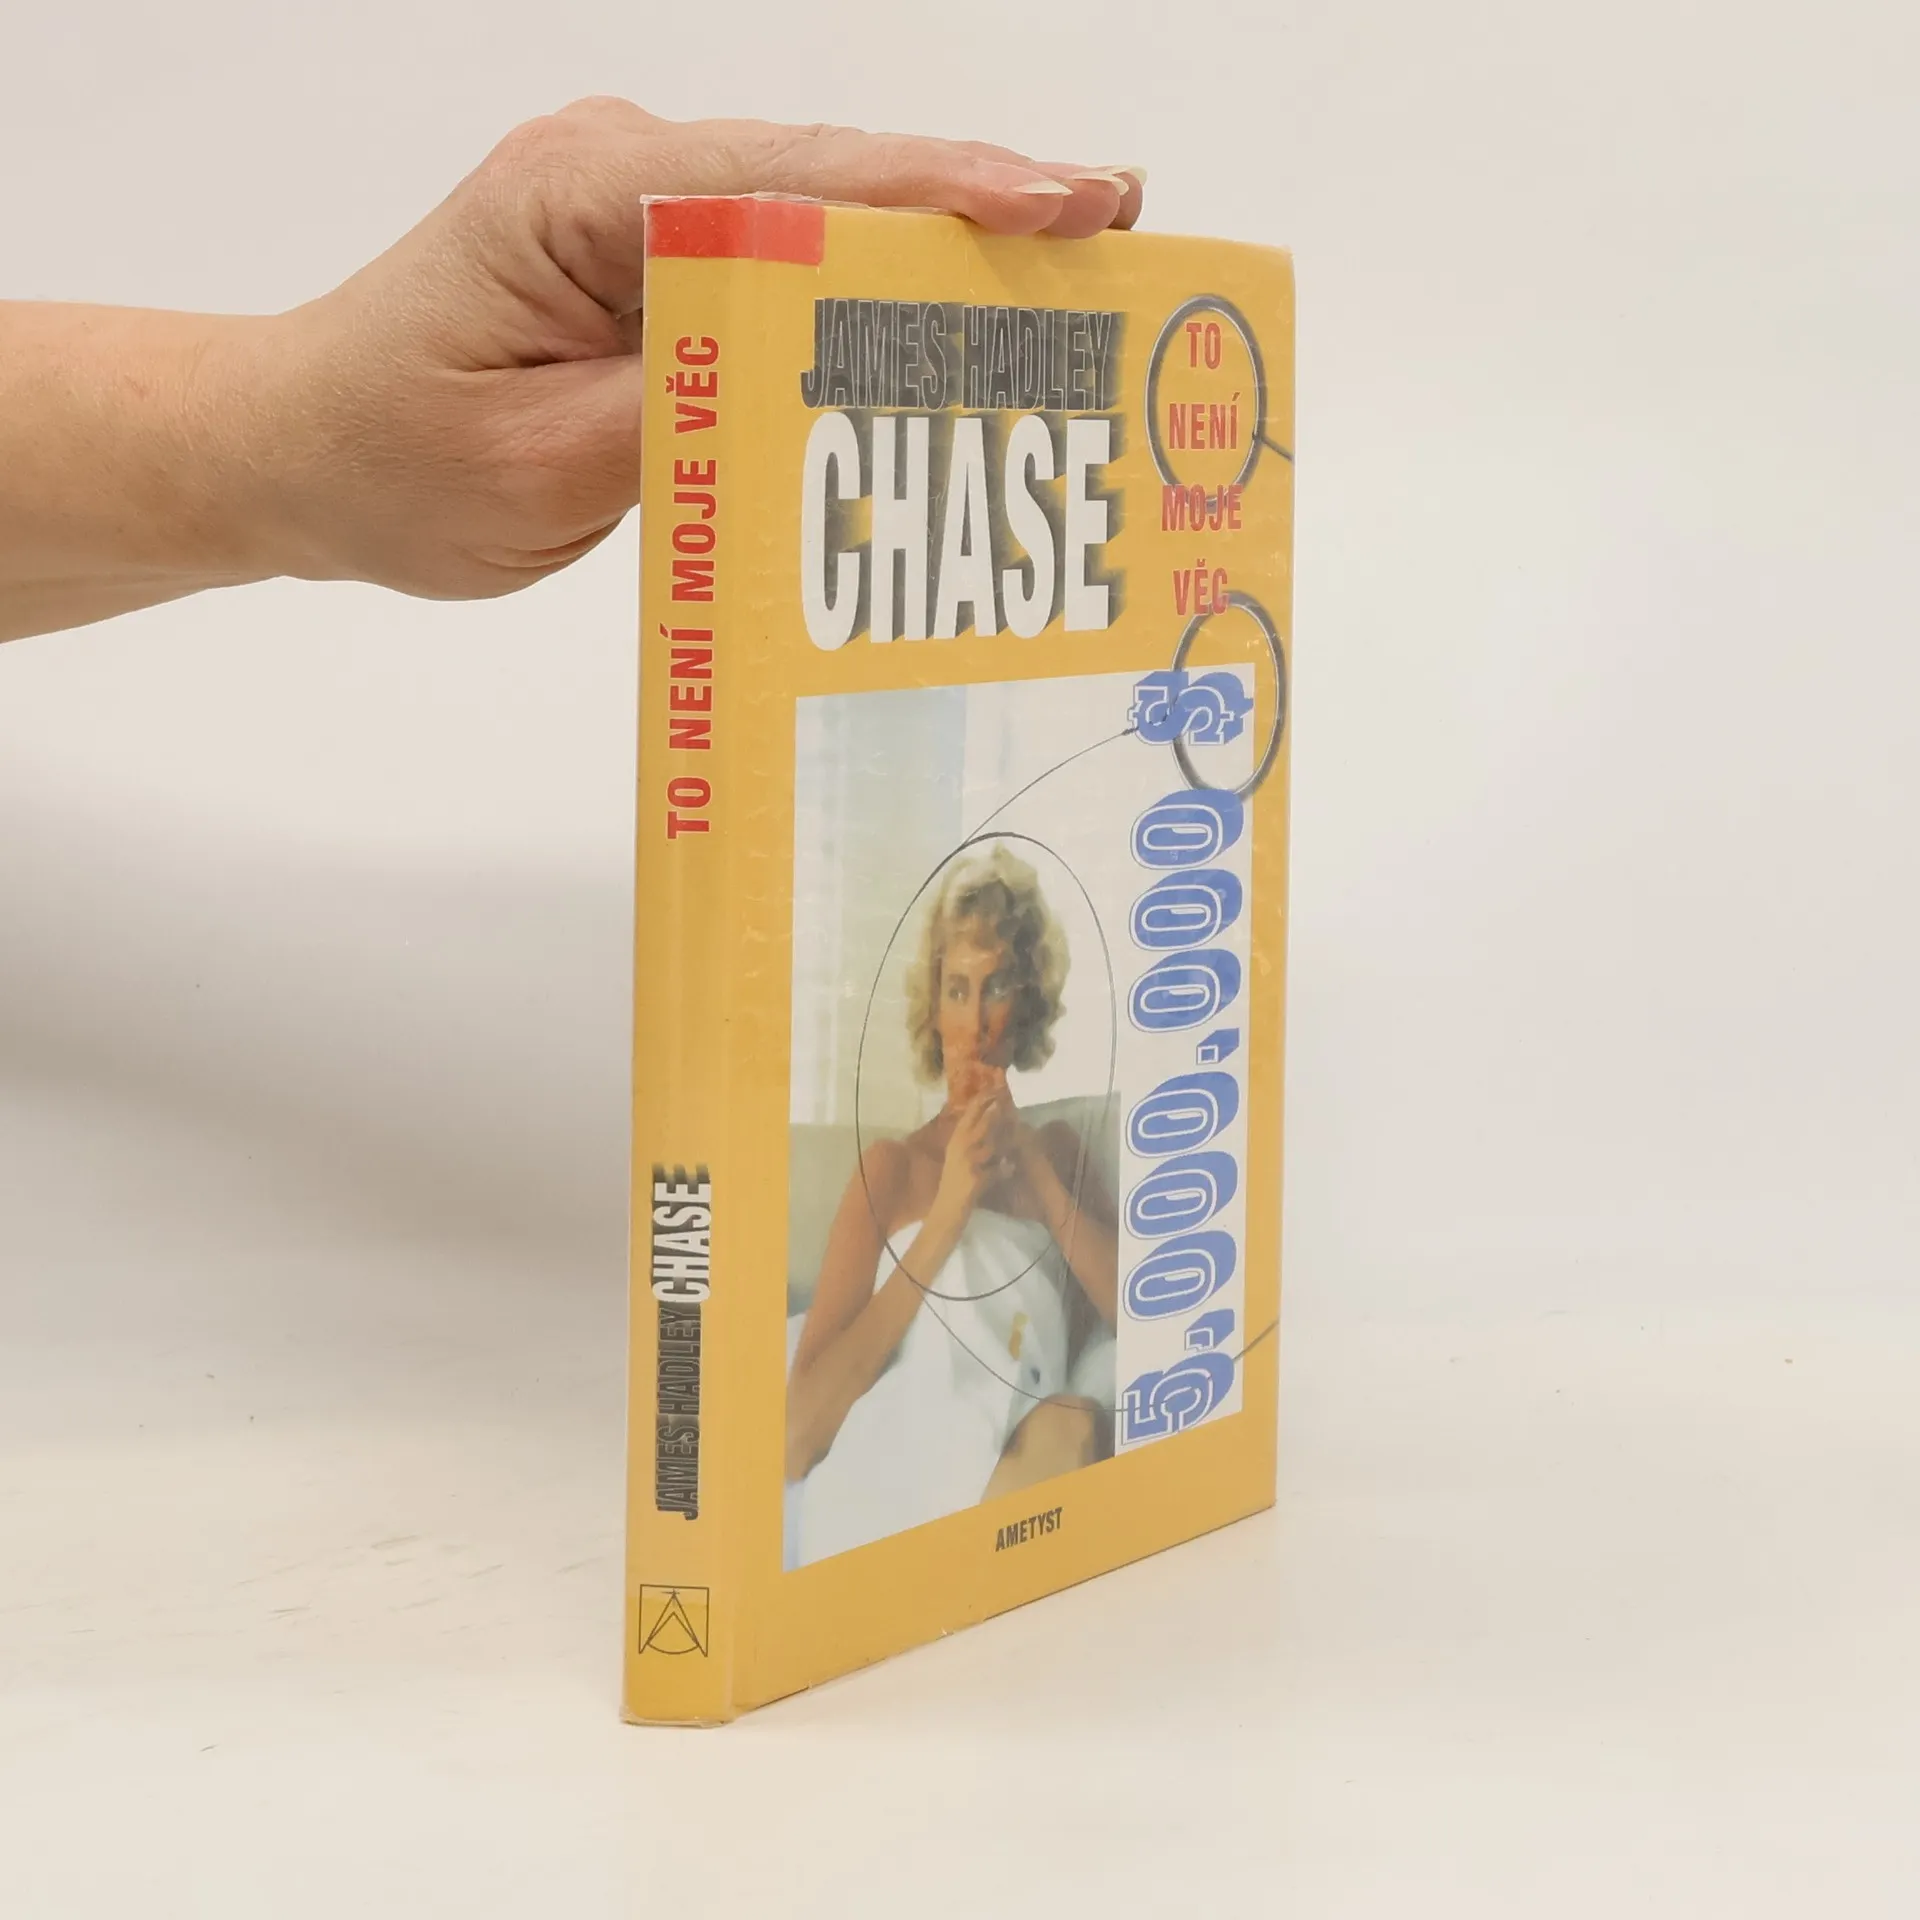 TO NENÍ MOJE VĚC
JAMES HADLEY CHASE
JAMES HADLEY
CHASE
TO
NENÍ
MOJE
VĚC
5,000.000 $
AMETYST